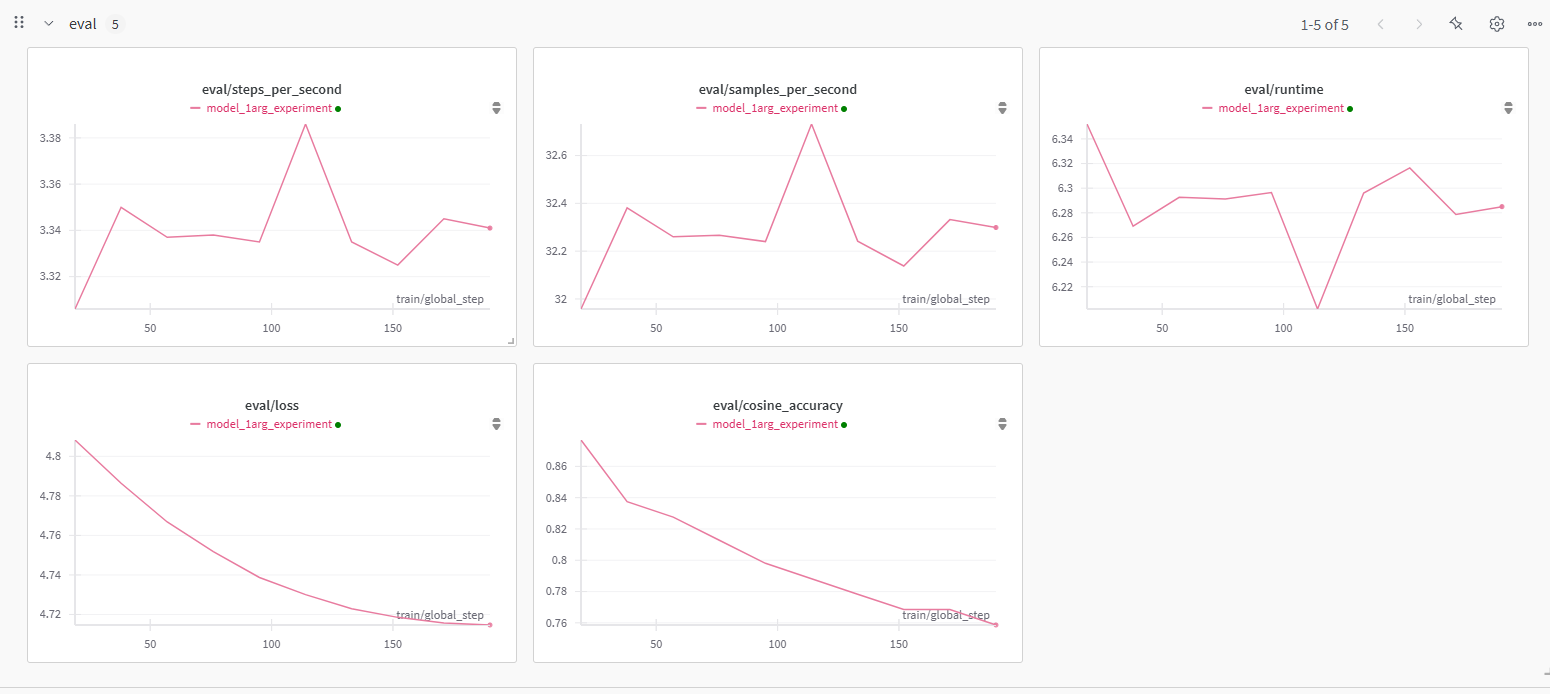 eval 5
1-5 of 5
eval/steps_per_second
model_1arg_experiment
3.38
3.36
3.34
3.32
train/global_step
50 100 150
eval/samples_per_second
model_1arg_experiment
32.6
32.4
32.2
32
train/global_step
50 100 150
eval/runtime
model_1arg_experiment
6.34
6.32
6.3
6.28
6.26
6.24
6.22
train/global_step
50 100 150
eval/loss
model_1arg_experiment
4.8
4.78
4.76
4.74
4.72
train/global_step
50 100 150
eval/cosine_accuracy
model_1arg_experiment
0.86
0.84
0.82
0.8
0.78
0.76
train/global_step
50 100 150